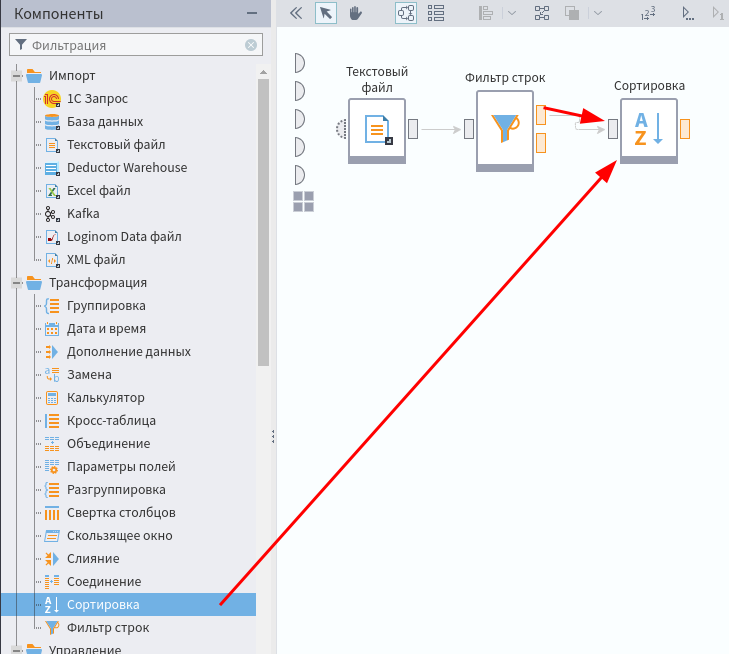 Компоненты
Фильтрация
Импорт
1С Запрос
База данных
Текстовый файл
Deductor Warehouse
Excel файл
Kafka
Loginom Data файл
XML файл
Трансформация
Группировка
Дата и время
Дополнение данных
Замена
Калькулятор
Кросс-таблица
Объединение
Параметры полей
Разгруппировка
Свертка столбцов
Скользящее окно
Слияние
Соединение
Сортировка
Фильтр строк
Управление
Текстовый
файл
Фильтр строк
Сортировка